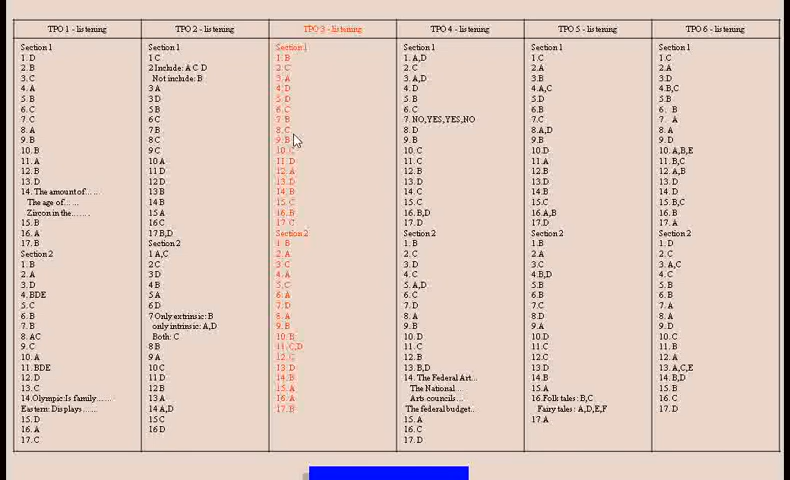 TPO 1 - listening
Section 1
1. D
2. B
3. C
4. A
5. B
6. C
7. C
8. A
9. B
10. B
11. A
12. B
13. D
14. The amount of……
The age of……
Zircon in the……..
15. B
16. A
17. B
Section 2
1. B
2. A
3. D
4. BDE
5. C
6. B
7. B
8. AC
9. C
10. A
11. BDE
12. D
13. C
14.Olympic:Is family……
Eastern: Displays……
15. D
16. A
17. C
TPO 2 - listening
Section 1
1 C
2 Include: A C D
Not include: B
3 A
3 D
5 B
6 C
7 B
8 C
9 C
10 A
11 D
12 D
13 B
14 B
15 A
16 C
17 B,D
Section 2
1 A,C
2 C
3 D
4 B
5 A
6 D
7 Only extrinsic: B
only intrinsic: A,D
Both: C
8 B
9 A
10 C
11 D
12 B
13 A
14 A,D
15 C
16 D
TPO 3 - listening
Section 1
1. B
2. C
3. A
4. D
5. D
6. C
7. B
8. C
9. B
10. C
11. D
12. A
13. D
14. B
15. C
16. B
17. C
Section 2
1. B
2. A
3. C
4. A
5. C
6. A
7. D
8. A
9. B
10. B
11. C,D
12. C
13. D
14. B
15. A
16. A
17. B
TPO 4 - listening
Section 1
1. A,D
2. C
3. A,D
4. D
5. B
6. C
7. NO,YES,YES,NO
8. D
9. B
10. C
11. C
12. B
13. D
14. C
15. C
16. B,D
17. D
Section 2
1. B
2. C
3. D
4. C
5. A,D
6. C
7. D
8. A
9. B
10. D
11. C
12. B
13. B,D
14. The Federal Art…
The National…
Arts councils…
The federal budget..
15. A
16. C
17. D
TPO 5 - listening
Section 1
1. C
2. A
3. B
4. A,C
5. D
6. B
7. C
8. A,D
9. B
10. D
11. A
12. B
13. D
14. B
15. C
16. A,B
17. D
Section 2
1. B
2. A
3. C
4. B,D
5. B
6. B
7. C
8. D
9. A
10. D
11. C
12. C
13. D
14. B
15. A
16.Folk tales: B,C
Fairy tales: A,D,E,F
17. A
TPO 6 - listening
Section 1
1. C
2. A
3. D
4. B,C
5. B
6. B
7. A
8. A
9. D
10. A,B,E
11. B,C
12. A,B
13. D
14. D
15. B,C
16. B
17. A
Section 2
1. D
2. C
3. A,C
4. B
5. B
6. B
7. A
8. A
9. D
10. C
11. B
12. A
13. A,C,E
14. B,D
15. B
16. C
17. D